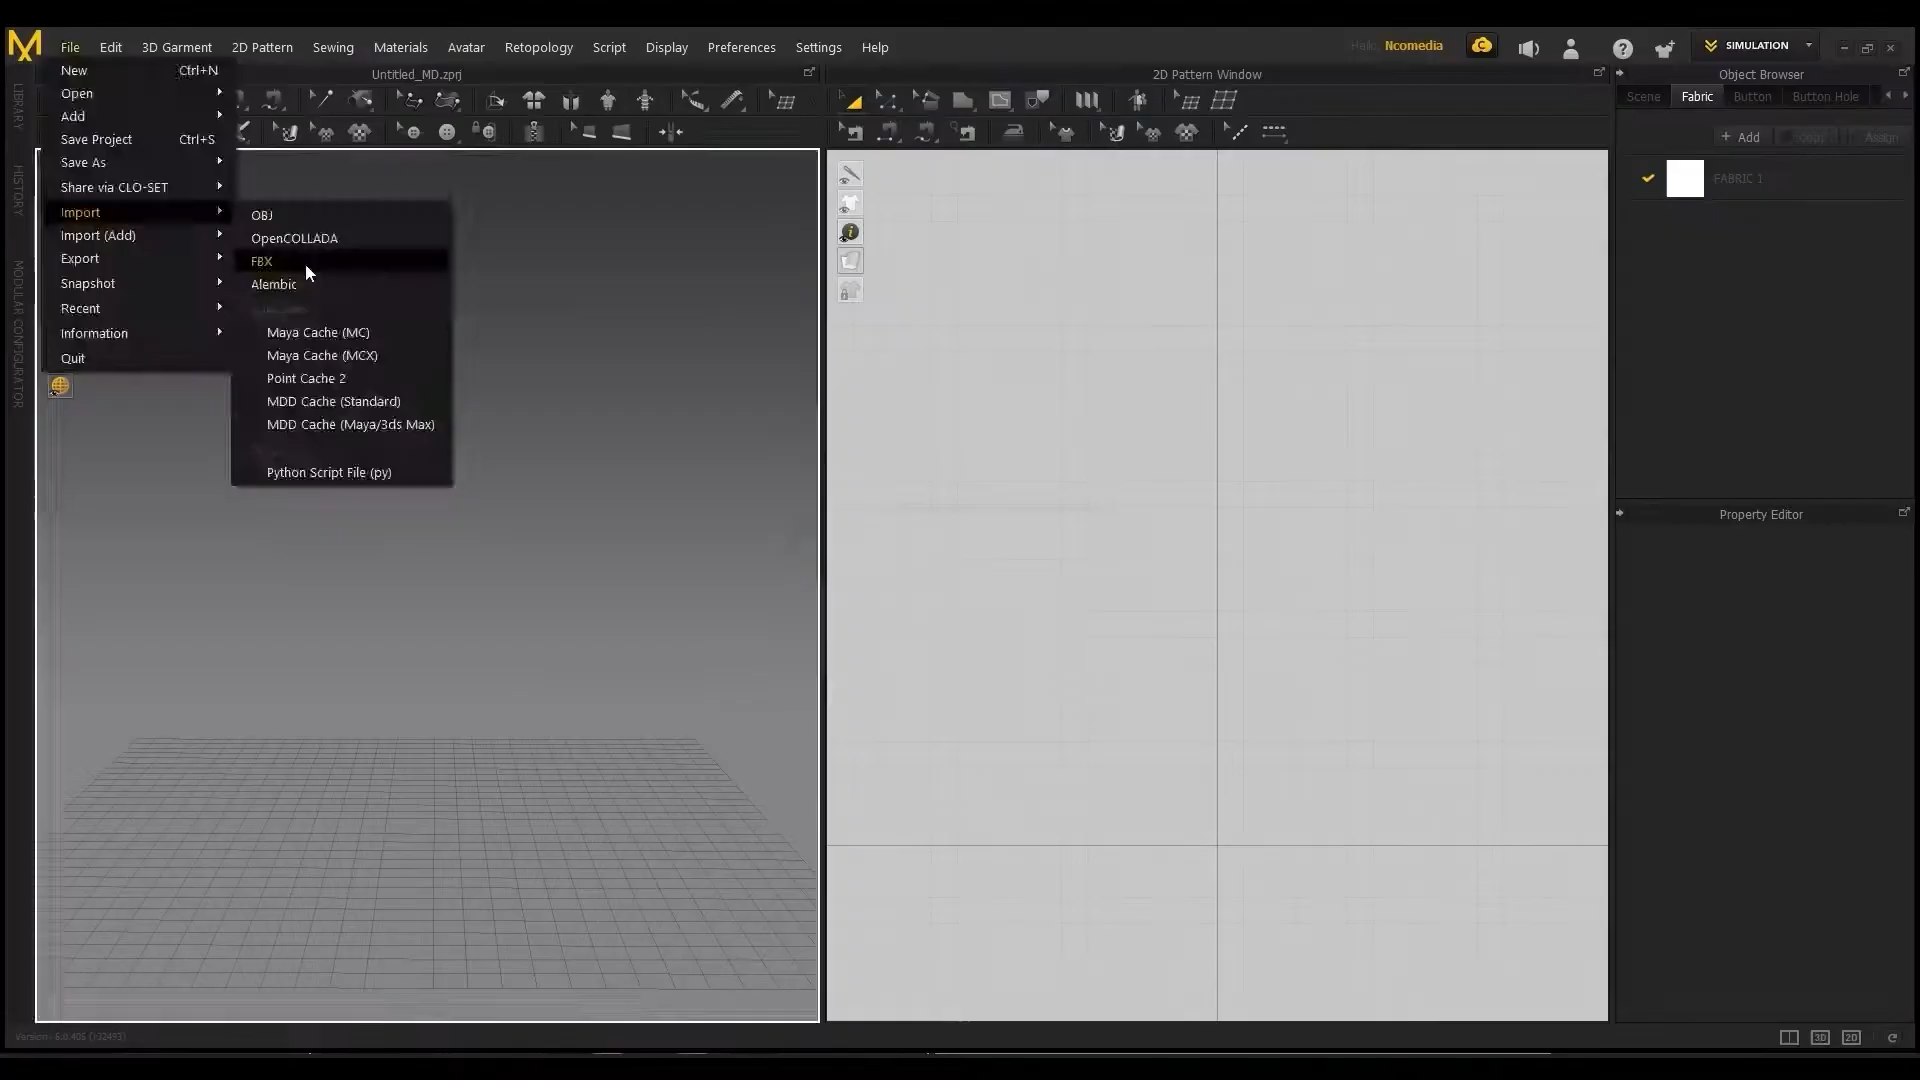 File Edit 3D Garment 2D Pattern Sewing Materials Avatar Retopology Script Display Preferences Settings Help
Hello, Ncomedia
SIMULATION
Untitled_MD.zprj
2D Pattern Window
Object Browser
Scene Fabric Button Button Hole
+ Add Copy Assign
FABRIC 1
Property Editor
LIBRARY
HISTORY
MODULAR CONFIGURATOR
New Ctrl+N
Open
Add
Save Project Ctrl+S
Save As
Share via CLO-SET
Import
Import (Add)
Export
Snapshot
Recent
Information
Quit
OBJ
OpenCOLLADA
FBX
Alembic
Maya Cache (MC)
Maya Cache (MCX)
Point Cache 2
MDD Cache (Standard)
MDD Cache (Maya/3ds Max)
Python Script File (py)
3D 2D